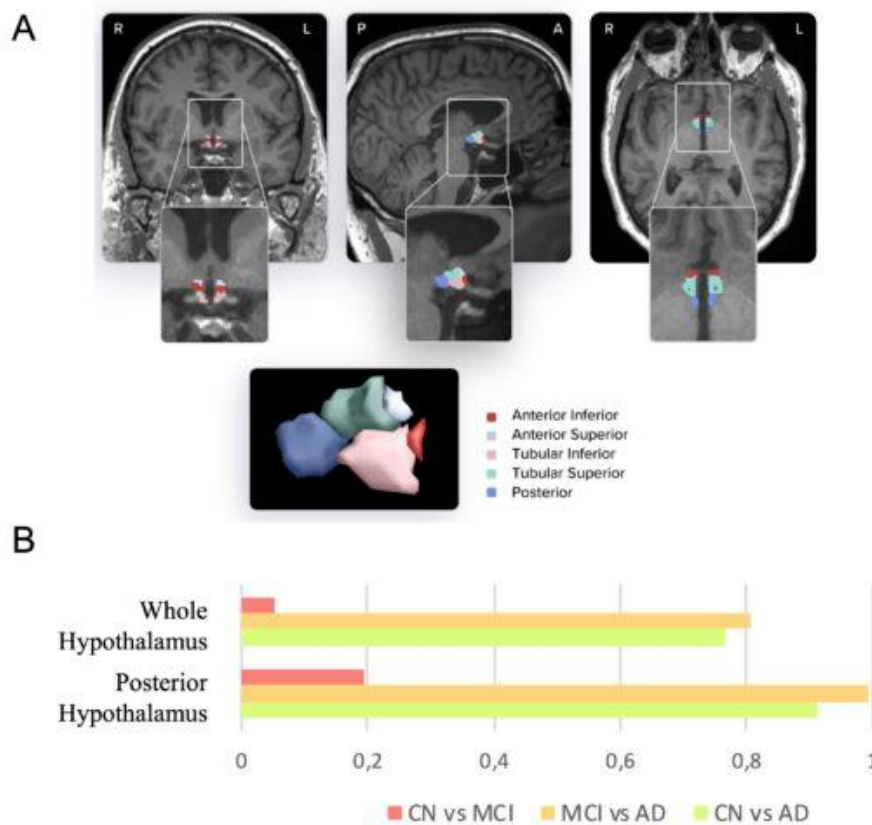 A
R L
P A
R L
Anterior Inferior
Anterior Superior
Tubular Inferior
Tubular Superior
Posterior
B
Whole
Hypothalamus
Posterior
Hypothalamus
0 0,2 0,4 0,6 0,8 1
CN vs MCI MCI vs AD CN vs AD